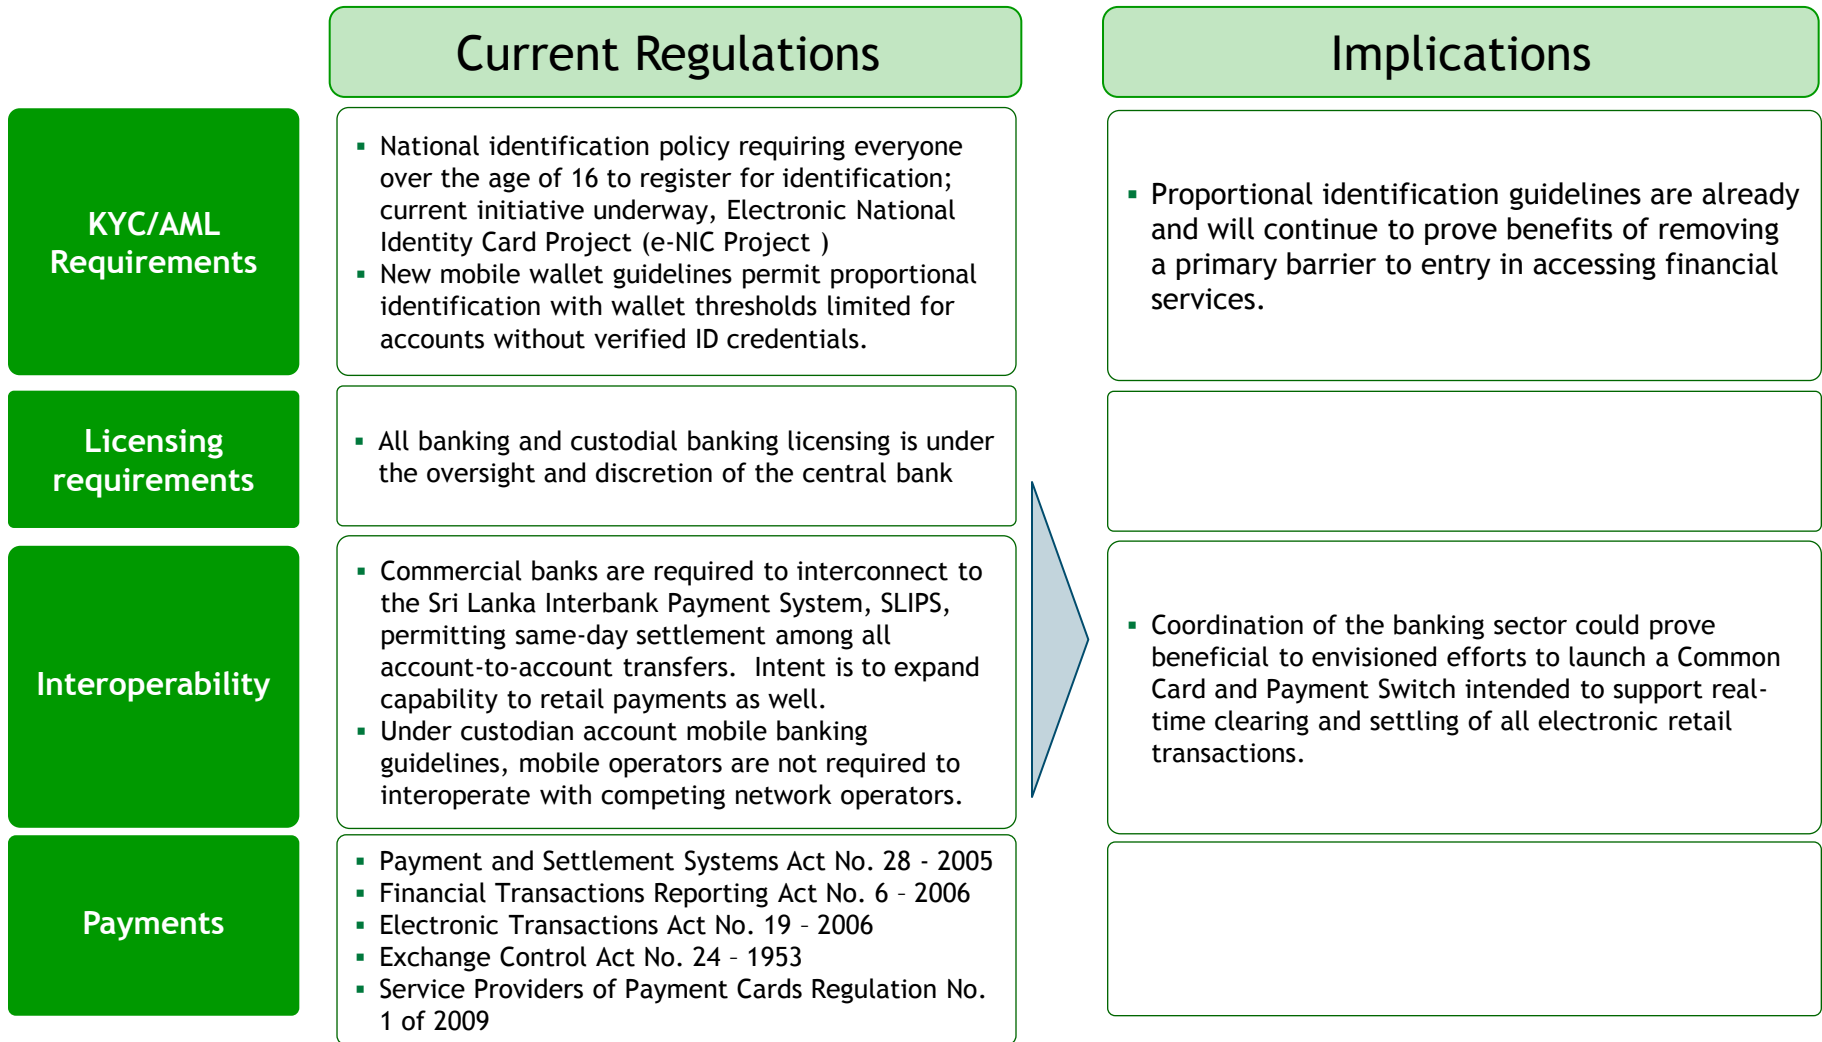 Current Regulations
Implications
KYC/AML
Requirements
▪ National identification policy requiring everyone
over the age of 16 to register for identification;
current initiative underway, Electronic National
Identity Card Project (e-NIC Project )
▪ New mobile wallet guidelines permit proportional
identification with wallet thresholds limited for
accounts without verified ID credentials.
▪ Proportional identification guidelines are already
and will continue to prove benefits of removing
a primary barrier to entry in accessing financial
services.
Licensing
requirements
▪ All banking and custodial banking licensing is under
the oversight and discretion of the central bank
Interoperability
▪ Commercial banks are required to interconnect to
the Sri Lanka Interbank Payment System, SLIPS,
permitting same-day settlement among all
account-to-account transfers.  Intent is to expand
capability to retail payments as well.
▪ Under custodian account mobile banking
guidelines, mobile operators are not required to
interoperate with competing network operators.
▪ Coordination of the banking sector could prove
beneficial to envisioned efforts to launch a Common
Card and Payment Switch intended to support real-
time clearing and settling of all electronic retail
transactions.
Payments
▪ Payment and Settlement Systems Act No. 28 - 2005
▪ Financial Transactions Reporting Act No. 6 – 2006
▪ Electronic Transactions Act No. 19 – 2006
▪ Exchange Control Act No. 24 – 1953
▪ Service Providers of Payment Cards Regulation No.
1 of 2009